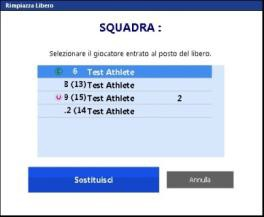 Rimpiazza Libero
SQUADRA :
Selezionare il giocatore entrato al posto del libero.
6 Test Athlete
8 (13) Test Athlete
9 (15) Test Athlete 2
.2 (14 Test Athlete
Sostituisci
Annulla